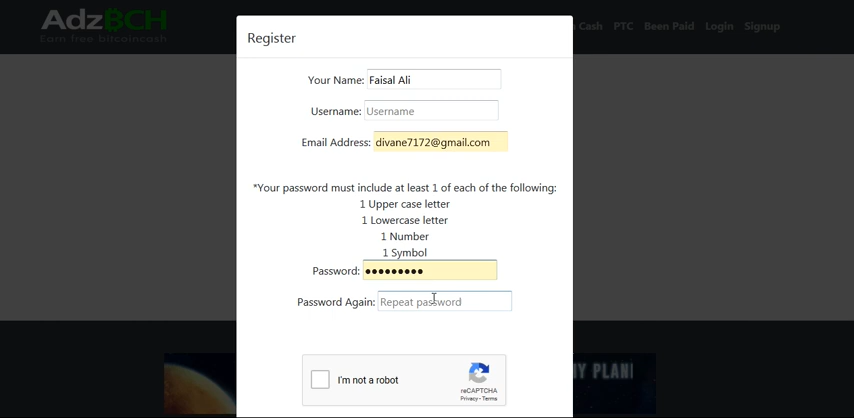 AdzBCH
Earn free bitcoincash
Cash PTC Been Paid Login Signup
Register
Your Name: Faisal Ali
Username: Username
Email Address: divane7172@gmail.com
*Your password must include at least 1 of each of the following:
1 Upper case letter
1 Lowercase letter
1 Number
1 Symbol
Password: •••••••••
Password Again: Repeat password
I'm not a robot
reCAPTCHA
Privacy - Terms